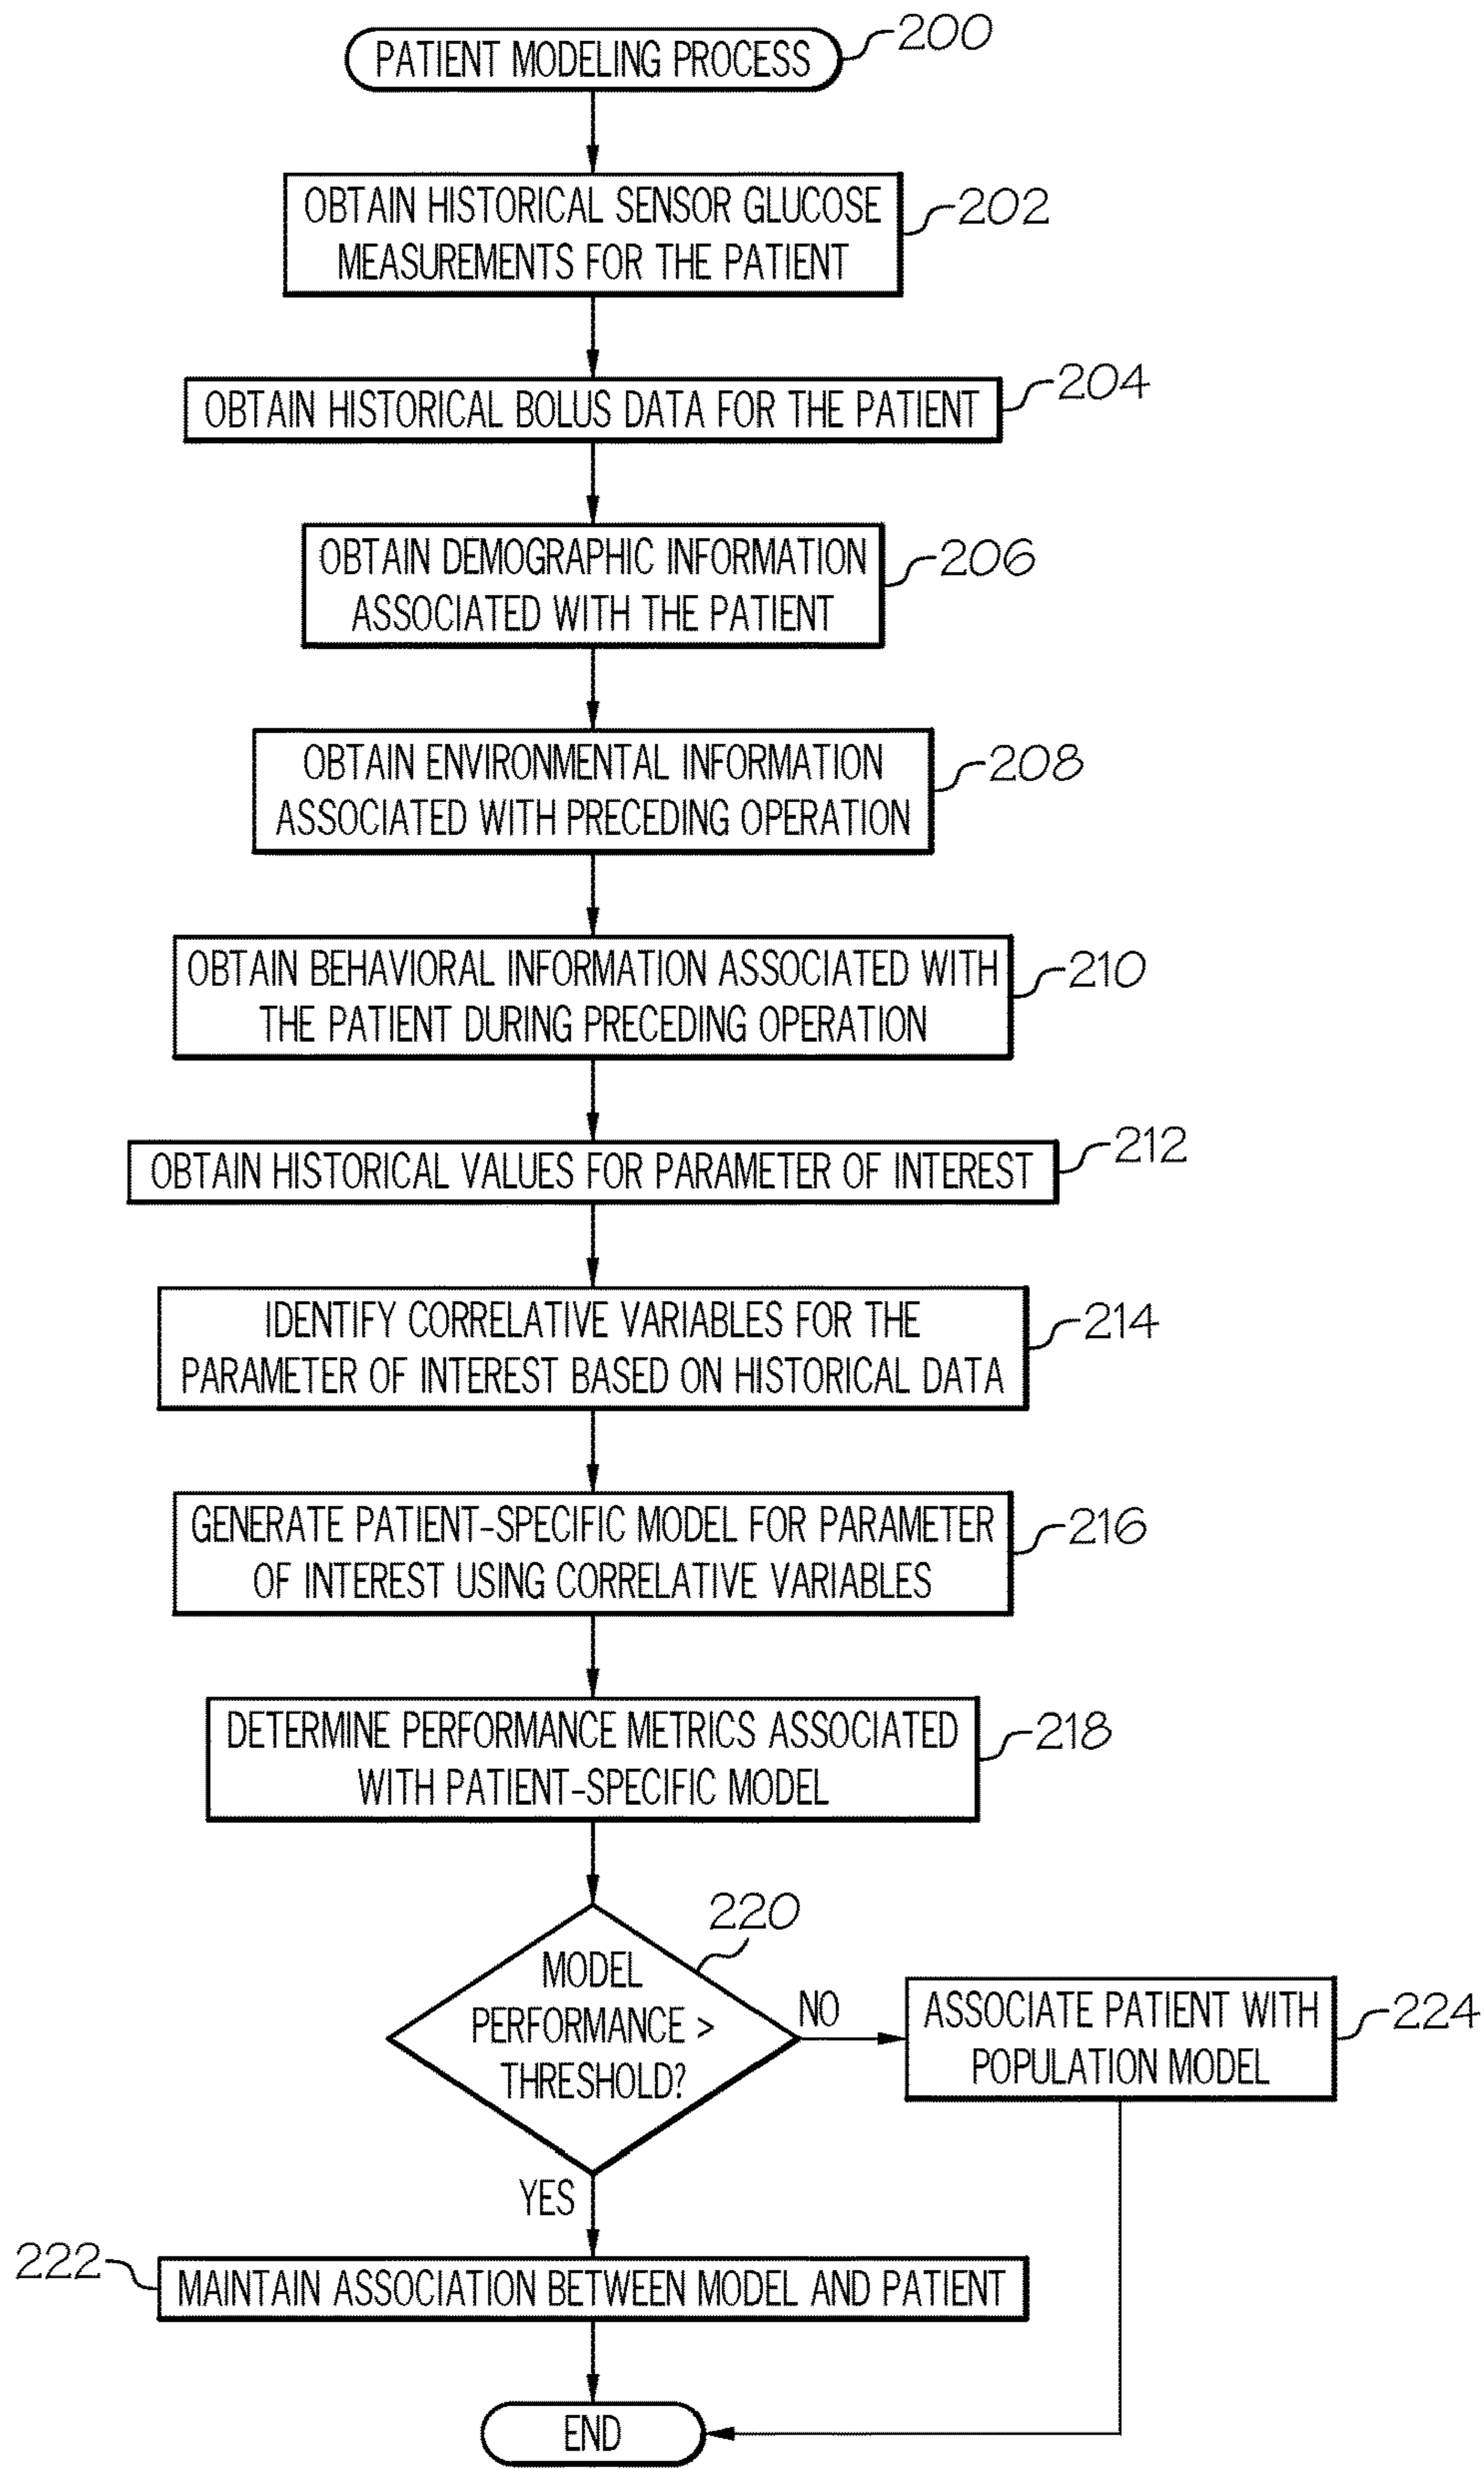 PATIENT MODELING PROCESS
200
OBTAIN HISTORICAL SENSOR GLUCOSE
MEASUREMENTS FOR THE PATIENT
202
OBTAIN HISTORICAL BOLUS DATA FOR THE PATIENT
204
OBTAIN DEMOGRAPHIC INFORMATION
ASSOCIATED WITH THE PATIENT
206
OBTAIN ENVIRONMENTAL INFORMATION
ASSOCIATED WITH PRECEDING OPERATION
208
OBTAIN BEHAVIORAL INFORMATION ASSOCIATED WITH
THE PATIENT DURING PRECEDING OPERATION
210
OBTAIN HISTORICAL VALUES FOR PARAMETER OF INTEREST
212
IDENTIFY CORRELATIVE VARIABLES FOR THE
PARAMETER OF INTEREST BASED ON HISTORICAL DATA
214
GENERATE PATIENT-SPECIFIC MODEL FOR PARAMETER
OF INTEREST USING CORRELATIVE VARIABLES
216
DETERMINE PERFORMANCE METRICS ASSOCIATED
WITH PATIENT-SPECIFIC MODEL
218
220
MODEL
PERFORMANCE >
THRESHOLD?
NO
ASSOCIATE PATIENT WITH
POPULATION MODEL
224
YES
222
MAINTAIN ASSOCIATION BETWEEN MODEL AND PATIENT
END